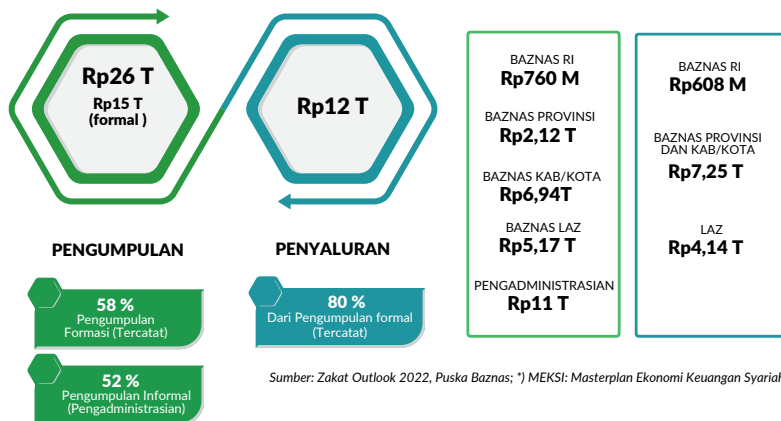 Rp26 T
Rp15 T
(formal )
Rp12 T
PENGUMPULAN
PENYALURAN
58 %
Pengumpulan
Formasi (Tercatat)
52 %
Pengumpulan Informal
(Pengadministrasian)
80 %
Dari Pengumpulan formal
(Tercatat)
BAZNAS RI
Rp760 M
BAZNAS PROVINSI
Rp2,12 T
BAZNAS KAB/KOTA
Rp6,94T
BAZNAS LAZ
Rp5,17 T
PENGADMINISTRASIAN
Rp11 T
BAZNAS RI
Rp608 M
BAZNAS PROVINSI
DAN KAB/KOTA
Rp7,25 T
LAZ
Rp4,14 T
Sumber: Zakat Outlook 2022, Puska Baznas; *) MEKSI: Masterplan Ekonomi Keuangan Syariah